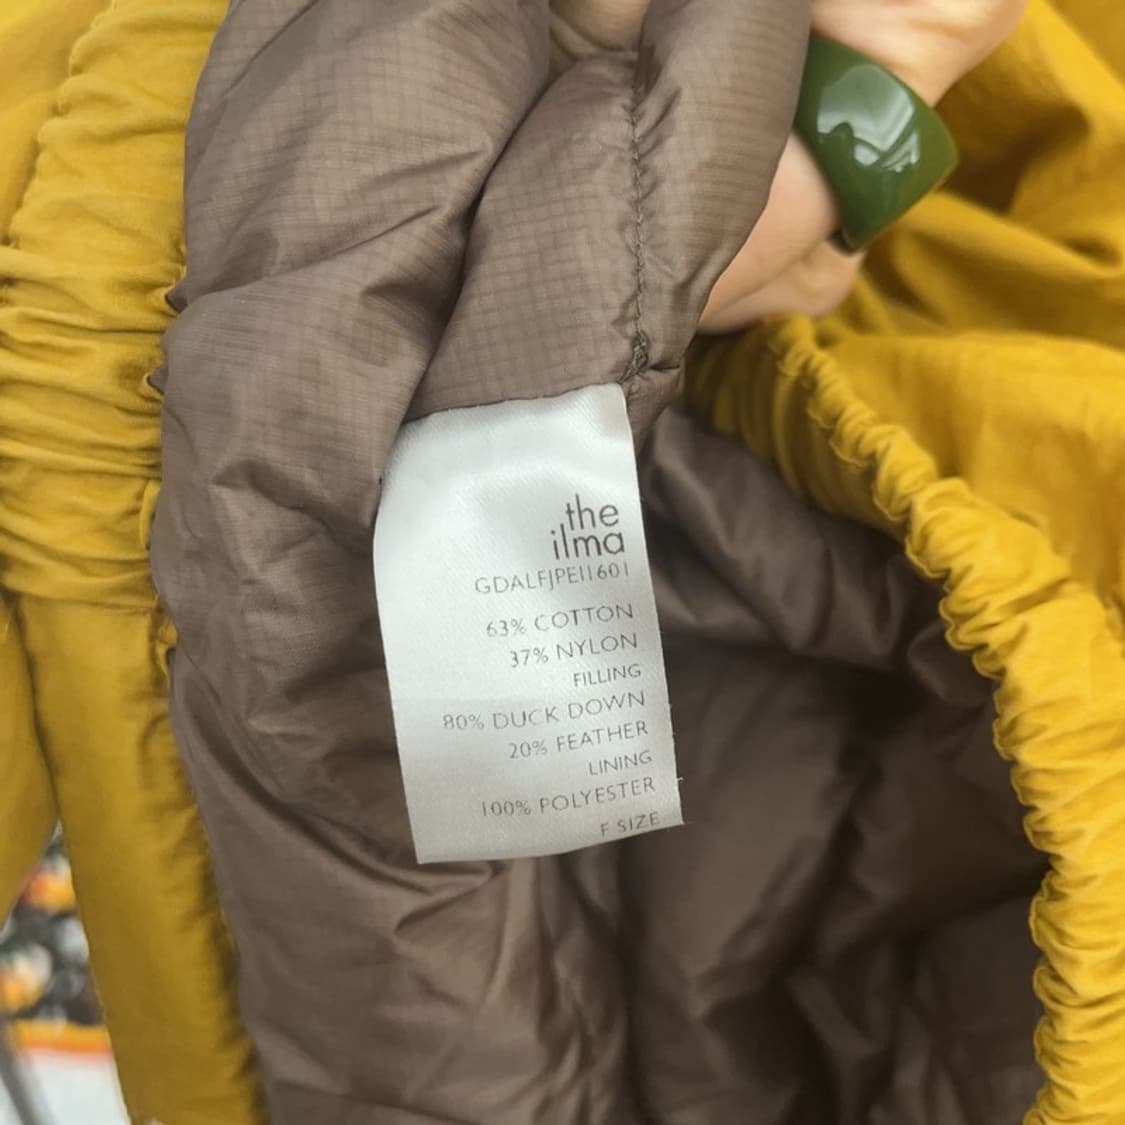 the
ilma
GDALFJPE11601
63% COTTON
37% NYLON
FILLING
80% DUCK DOWN
20% FEATHER
LINING
100% POLYESTER
F SIZE